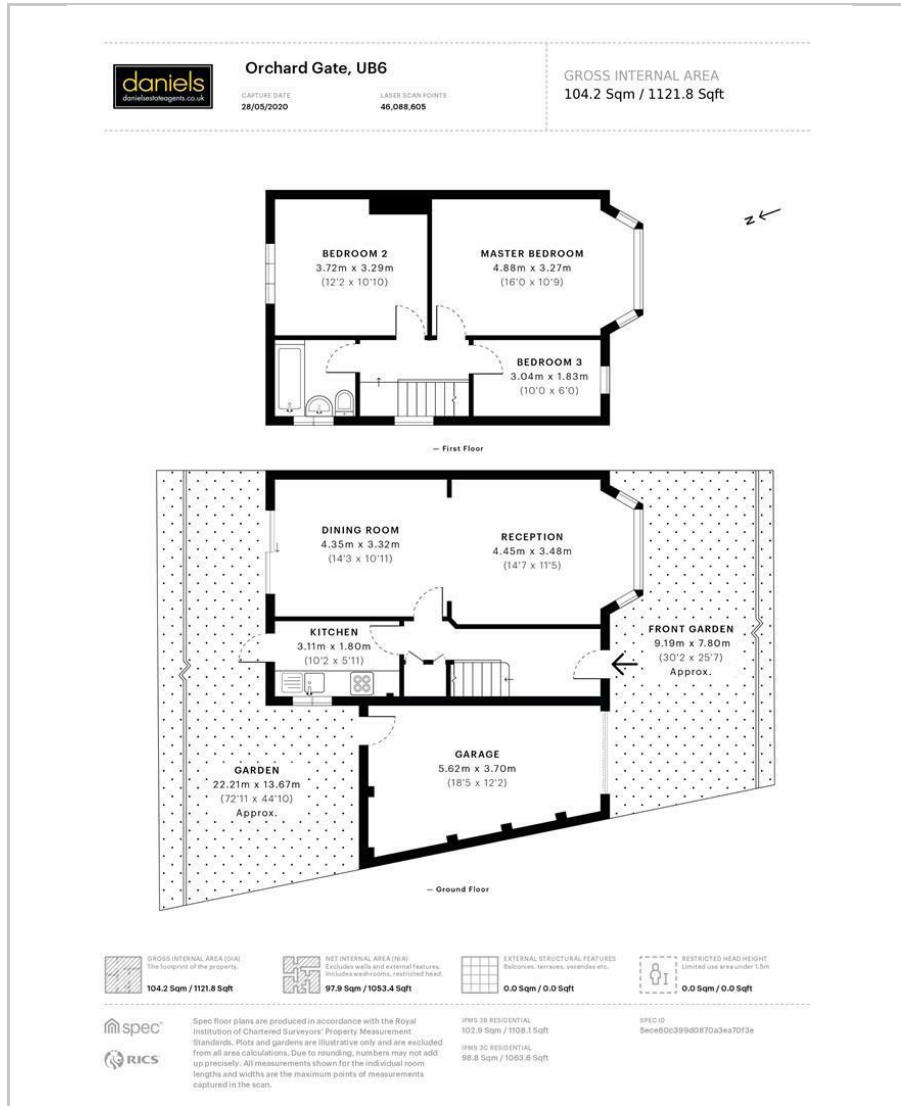 daniels
danielsestateagents.co.uk
Orchard Gate, UB6
CAPTURE DATE
28/05/2020
LASER SCAN POINTS
46,088,605
GROSS INTERNAL AREA
104.2 Sqm / 1121.8 Sqft
N
BEDROOM 2
3.72m x 3.29m
(12'2 x 10'10)
MASTER BEDROOM
4.88m x 3.27m
(16'0 x 10'9)
BEDROOM 3
3.04m x 1.83m
(10'0 x 6'0)
— First Floor
DINING ROOM
4.35m x 3.32m
(14'3 x 10'11)
RECEPTION
4.45m x 3.48m
(14'7 x 11'5)
KITCHEN
3.11m x 1.80m
(10'2 x 5'11)
FRONT GARDEN
9.19m x 7.80m
(30'2 x 25'7)
Approx.
GARAGE
5.62m x 3.70m
(18'5 x 12'2)
GARDEN
22.21m x 13.67m
(72'11 x 44'10)
Approx.
— Ground Floor
GROSS INTERNAL AREA (GIA)
The footprint of the property.
104.2 Sqm / 1121.8 Sqft
NET INTERNAL AREA (NIA)
Excludes walls and external features.
Includes washrooms, restricted head.
97.9 Sqm / 1053.4 Sqft
EXTERNAL STRUCTURAL FEATURES
Balconies, terraces, verandas etc.
0.0 Sqm / 0.0 Sqft
RESTRICTED HEAD HEIGHT
Limited use area under 1.5m
0.0 Sqm / 0.0 Sqft
spec
RICS
Spec floor plans are produced in accordance with the Royal
Institution of Chartered Surveyors' Property Measurement
Standards. Plots and gardens are illustrative only and are excluded
from all area calculations. Due to rounding, numbers may not add
up precisely. All measurements shown for the individual room
lengths and widths are the maximum points of measurements
captured in the scan.
IPMS 3B RESIDENTIAL
102.9 Sqm / 1108.1 Sqft
IPMS 3C RESIDENTIAL
98.8 Sqm / 1063.6 Sqft
SPEC ID
5ece60c399d0870a3ea70f3e